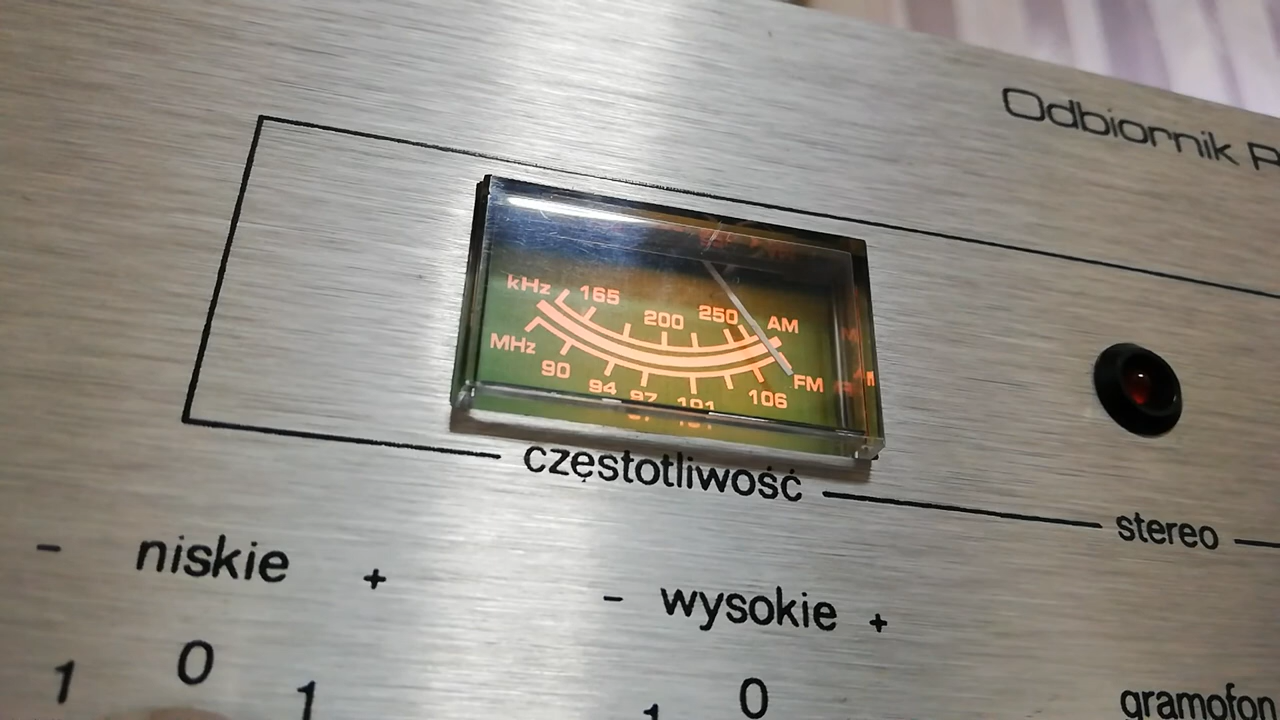 Odbiornik
kHz 165 200 250 AM
MHz 90 94 97 101 106 FM
częstotliwość
stereo
- niskie +
- wysokie +
1 0 1
1 0
gramofon